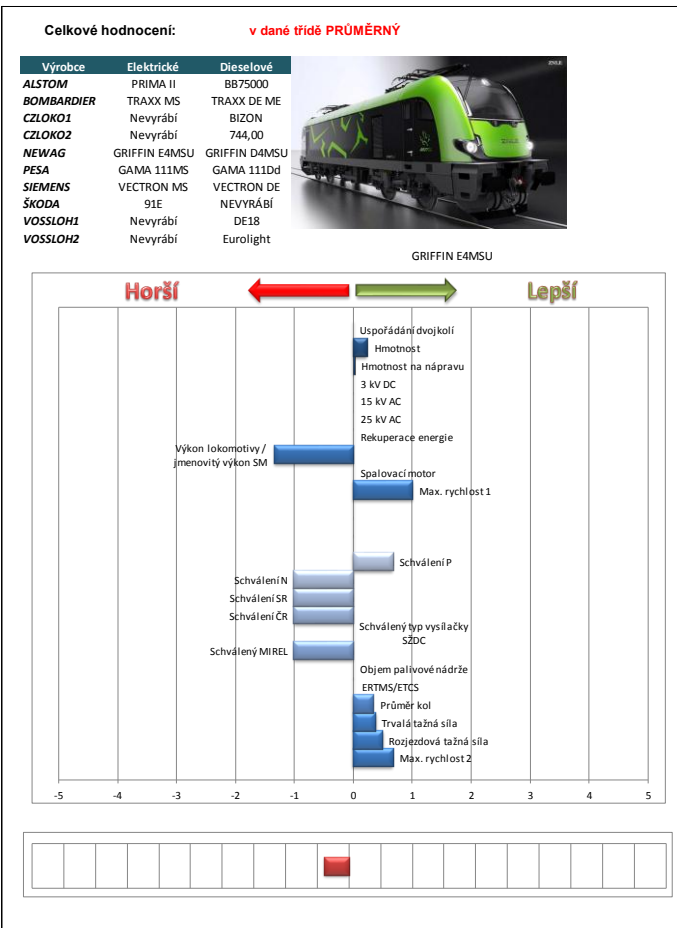 Celkové hodnocení: v dané třídě PRŮMĚRNÝ
Výrobce Elektrické Dieselové
ALSTOM PRIMA II BB75000
BOMBARDIER TRAXX MS TRAXX DE ME
CZLOKO1 Nevyrábí BIZON
CZLOKO2 Nevyrábí 744,00
NEWAG GRIFFIN E4MSU GRIFFIN D4MSU
PESA GAMA 111MS GAMA 111Dd
SIEMENS VECTRON MS VECTRON DE
ŠKODA 91E NEVYRÁBÍ
VOSSLOH1 Nevyrábí DE18
VOSSLOH2 Nevyrábí Eurolight
GRIFFIN E4MSU
Horší Lepší
Uspořádání dvojkolí
Hmotnost
Hmotnost na nápravu
3 kV DC
15 kV AC
25 kV AC
Rekuperace energie
Výkon lokomotivy /
jmenovitý výkon SM
Spalovací motor
Max. rychlost 1
Schválení P
Schválení N
Schválení SR
Schválení ČR
Schválený typ vysílačky
SŽDC
Schválený MIREL
Objem palivové nádrže
ERTMS/ETCS
Průměr kol
Trvalá tažná síla
Rozjezdová tažná síla
Max. rychlost 2
-5 -4 -3 -2 -1 0 1 2 3 4 5